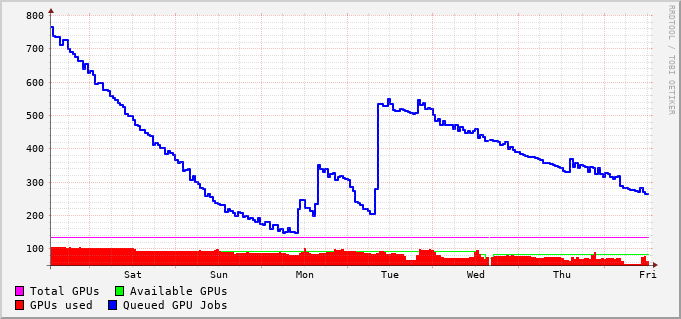 800
700
600
500
400
300
200
100
Sat Sun Mon Tue Wed Thu Fri
Total GPUs Available GPUs
GPUs used Queued GPU Jobs
RRDTOOL / TOBI OETIKER